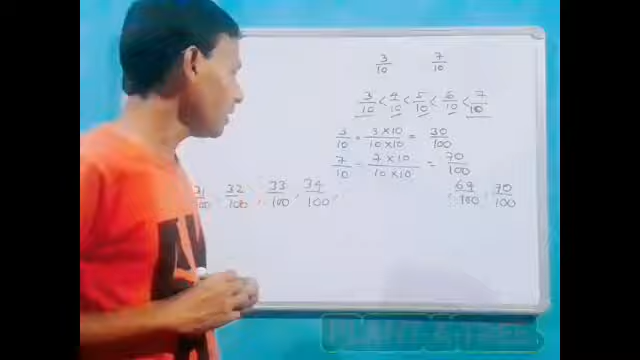 3/10 7/10
3/10 < 4/10 < 5/10 < 6/10 < 7/10
3/10 = 3×10/10×10 = 30/100
7/10 = 7×10/10×10 = 70/100
31/100, 32/100, 33/100, 34/100, 69/100, 70/100